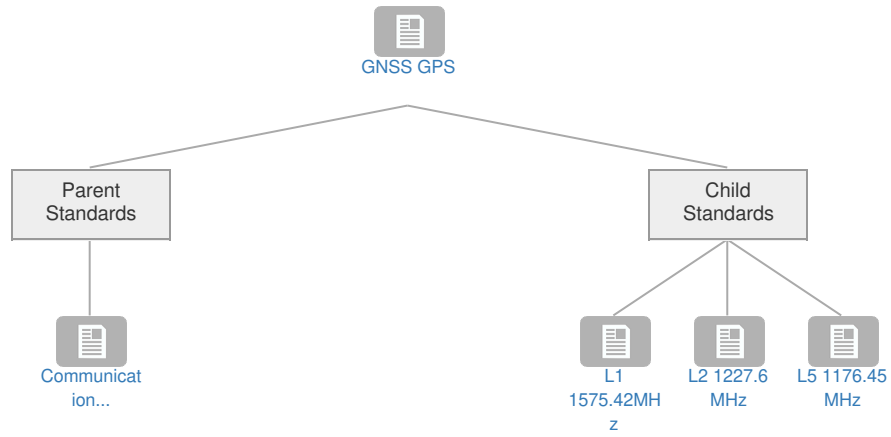 GNSS GPS
Parent
Standards
Child
Standards
Communicat
ion...
L1
1575.42MH
z
L2 1227.6
MHz
L5 1176.45
MHz